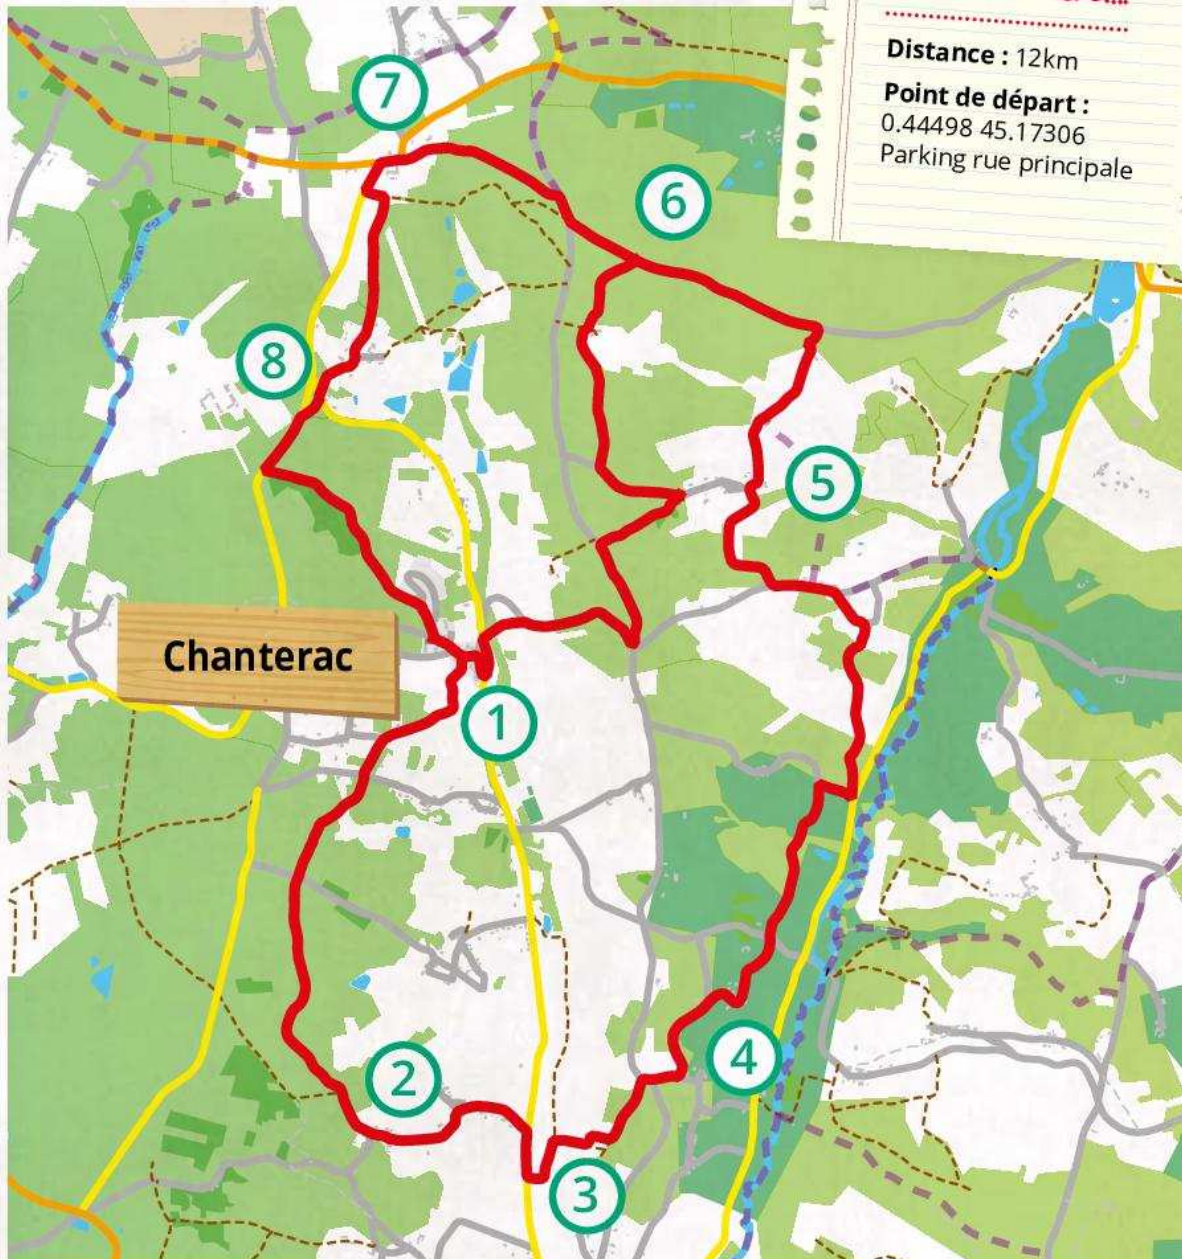 Distance : 12km
Point de départ :
0.44498 45.17306
Parking rue principale
7
6
8
5
Chanterac
1
2
4
3